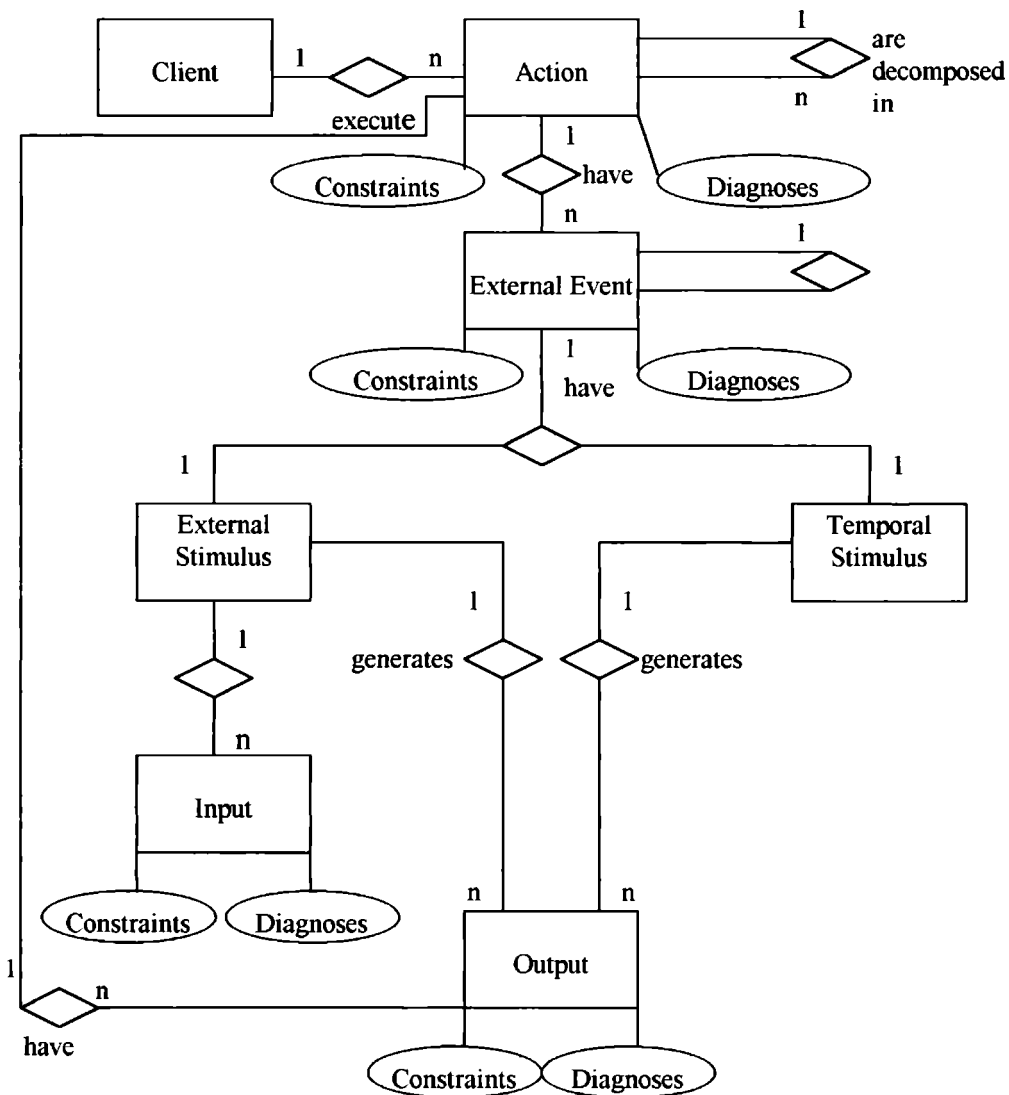 Client
1
n
execute
Action
1
n
are
decomposed
in
Constraints
1
have
n
Diagnoses
External Event
1
Constraints
1
have
Diagnoses
1
1
External
Stimulus
Temporal
Stimulus
1
1
1
generates
generates
n
Input
Constraints
Diagnoses
n
n
Output
1
n
have
Constraints
Diagnoses